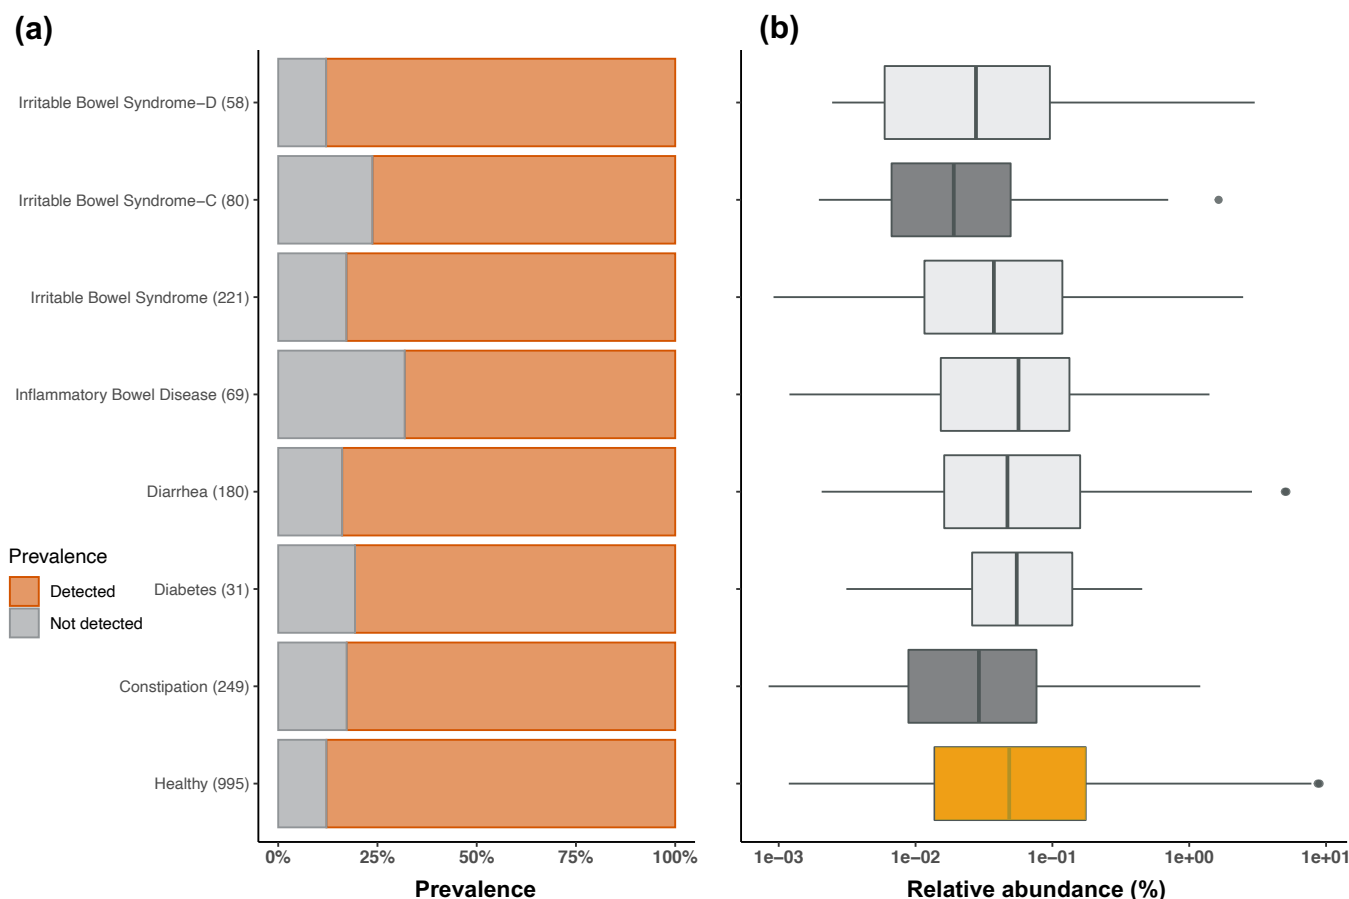 (a)
(b)
Irritable Bowel Syndrome−D (58)
Irritable Bowel Syndrome−C (80)
Irritable Bowel Syndrome (221)
Inflammatory Bowel Disease (69)
Diarrhea (180)
Diabetes (31)
Constipation (249)
Healthy (995)
Prevalence
Detected
Not detected
0%
25%
50%
75%
100%
Prevalence
1e−03
1e−02
1e−01
1e+00
1e+01
Relative abundance (%)